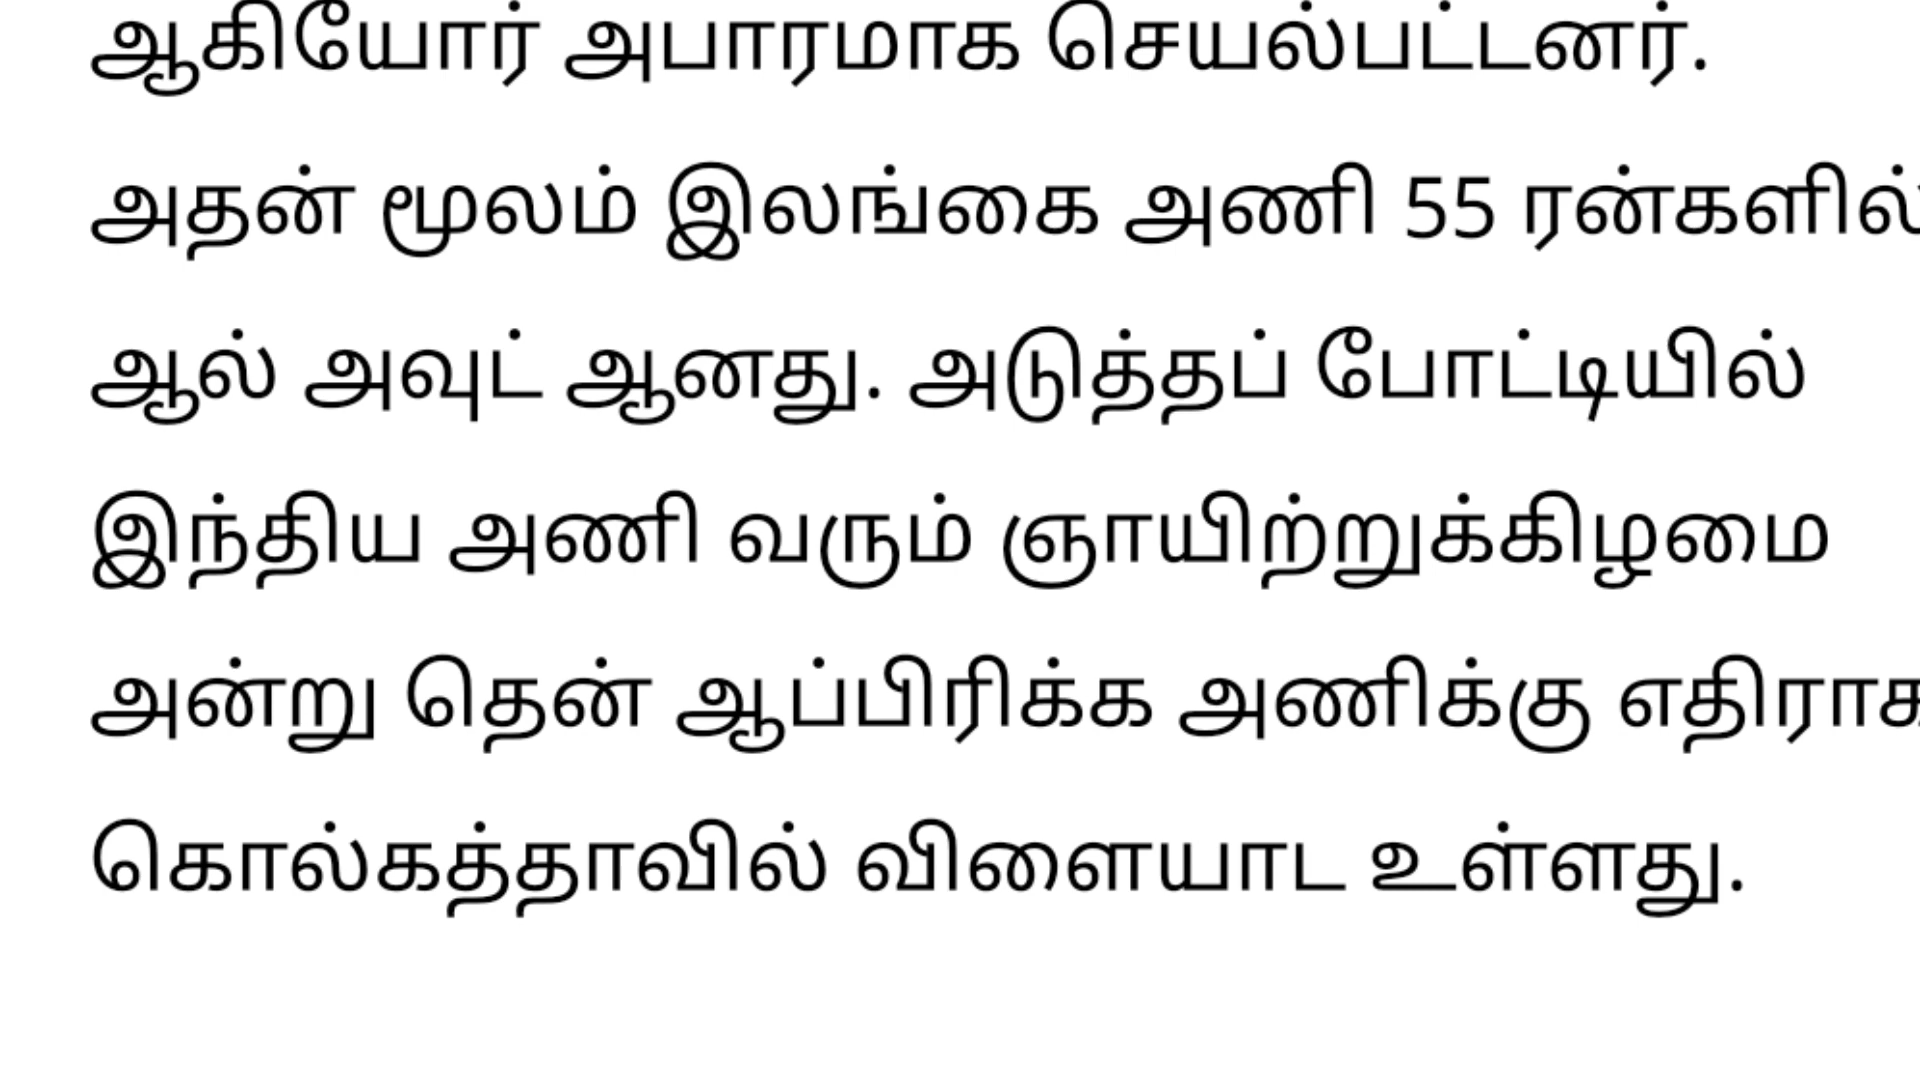 ஆகியோர் அபாரமாக செயல்பட்டனர்.
அதன் மூலம் இலங்கை அணி 55 ரன்களில்
ஆல் அவுட் ஆனது. அடுத்தப் போட்டியில்
இந்திய அணி வரும் ஞாயிற்றுக்கிழமை
அன்று தென் ஆப்பிரிக்க அணிக்கு எதிராக
கொல்கத்தாவில் விளையாட உள்ளது.